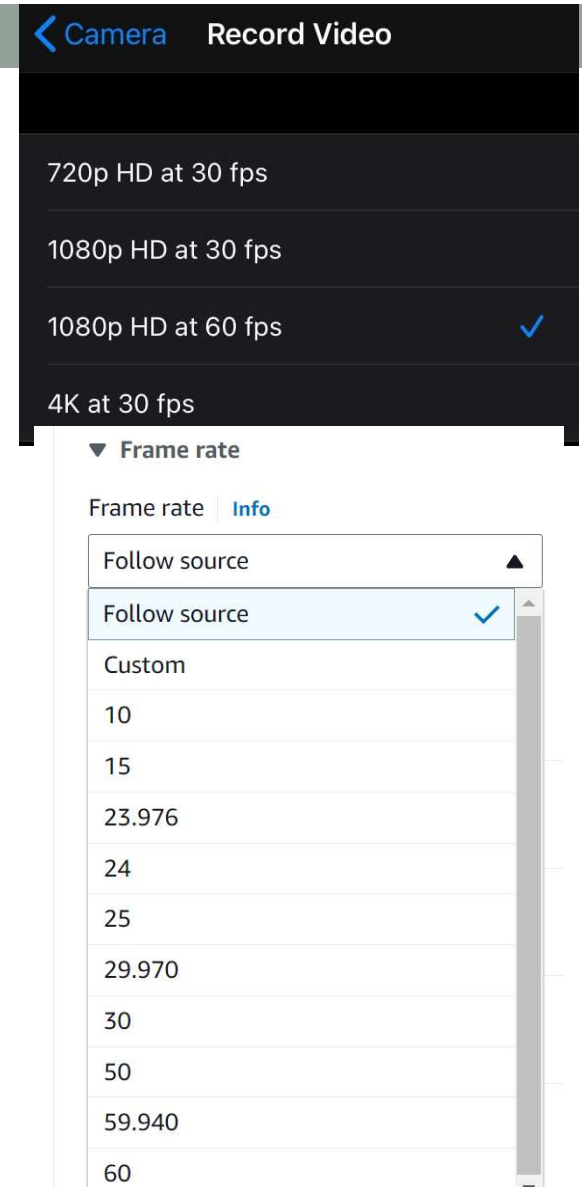 Camera Record Video
720p HD at 30 fps
1080p HD at 30 fps
1080p HD at 60 fps
4K at 30 fps
Frame rate
Frame rate Info
Follow source
Follow source
Custom
10
15
23.976
24
25
29.970
30
50
59.940
60